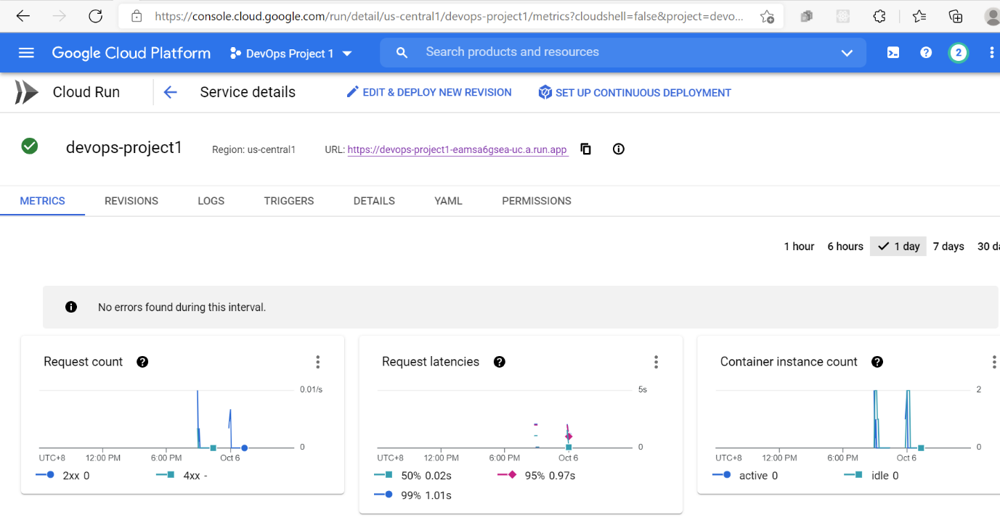 https://console.cloud.google.com/run/detail/us-central1/devops-project1/metrics?cloudshell=false&project=devo...
Google Cloud Platform DevOps Project 1 Search products and resources 2
Cloud Run Service details EDIT & DEPLOY NEW REVISION SET UP CONTINUOUS DEPLOYMENT
devops-project1 Region: us-central1 URL: https://devops-project1-eamsa6gsea-uc.a.run.app
METRICS REVISIONS LOGS TRIGGERS DETAILS YAML PERMISSIONS
1 hour 6 hours 1 day 7 days 30 da
No errors found during this interval.
Request count
0.01/s
0
UTC+8 12:00 PM 6:00 PM Oct 6
2xx 0 4xx -
Request latencies
5s
0
UTC+8 12:00 PM 6:00 PM Oct 6
50% 0.02s 95% 0.97s
99% 1.01s
Container instance count
2
0
UTC+8 12:00 PM 6:00 PM Oct 6
active 0 idle 0